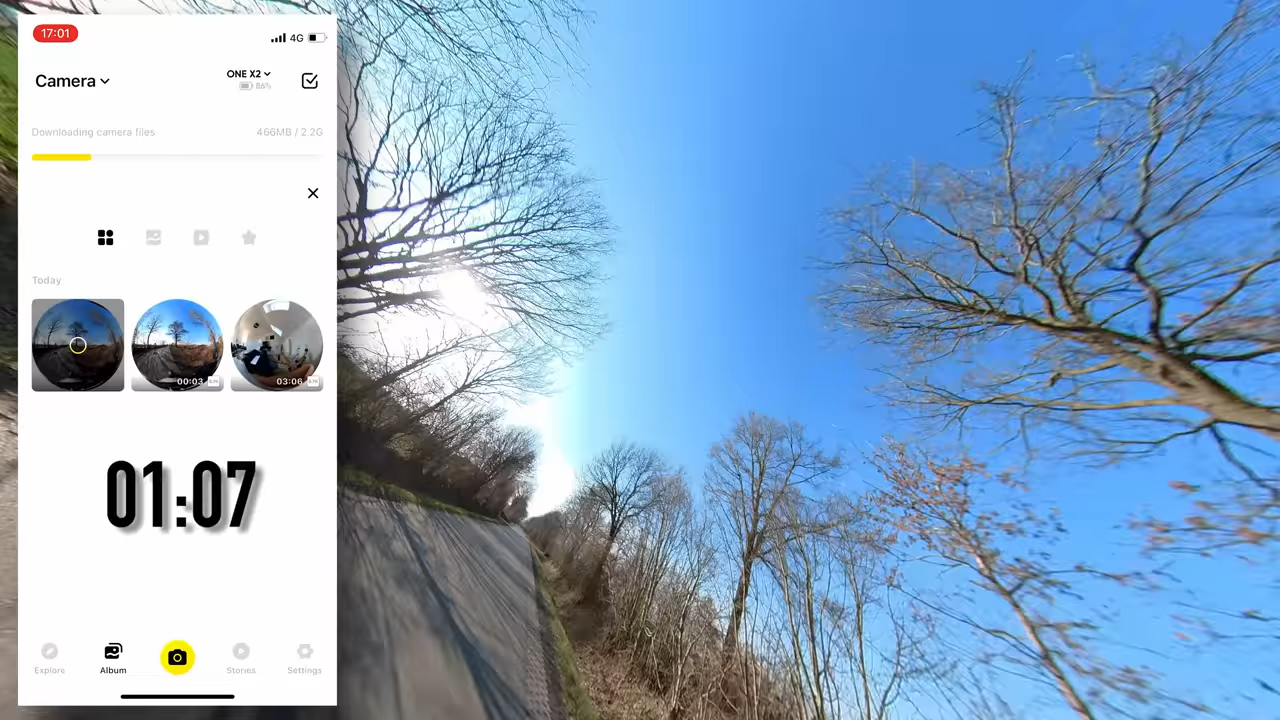 17:01
4G
Camera
ONE X2
86%
Downloading camera files
466MB / 2.2G
Today
00:03
03:06
01:07
Explore
Album
Stories
Settings